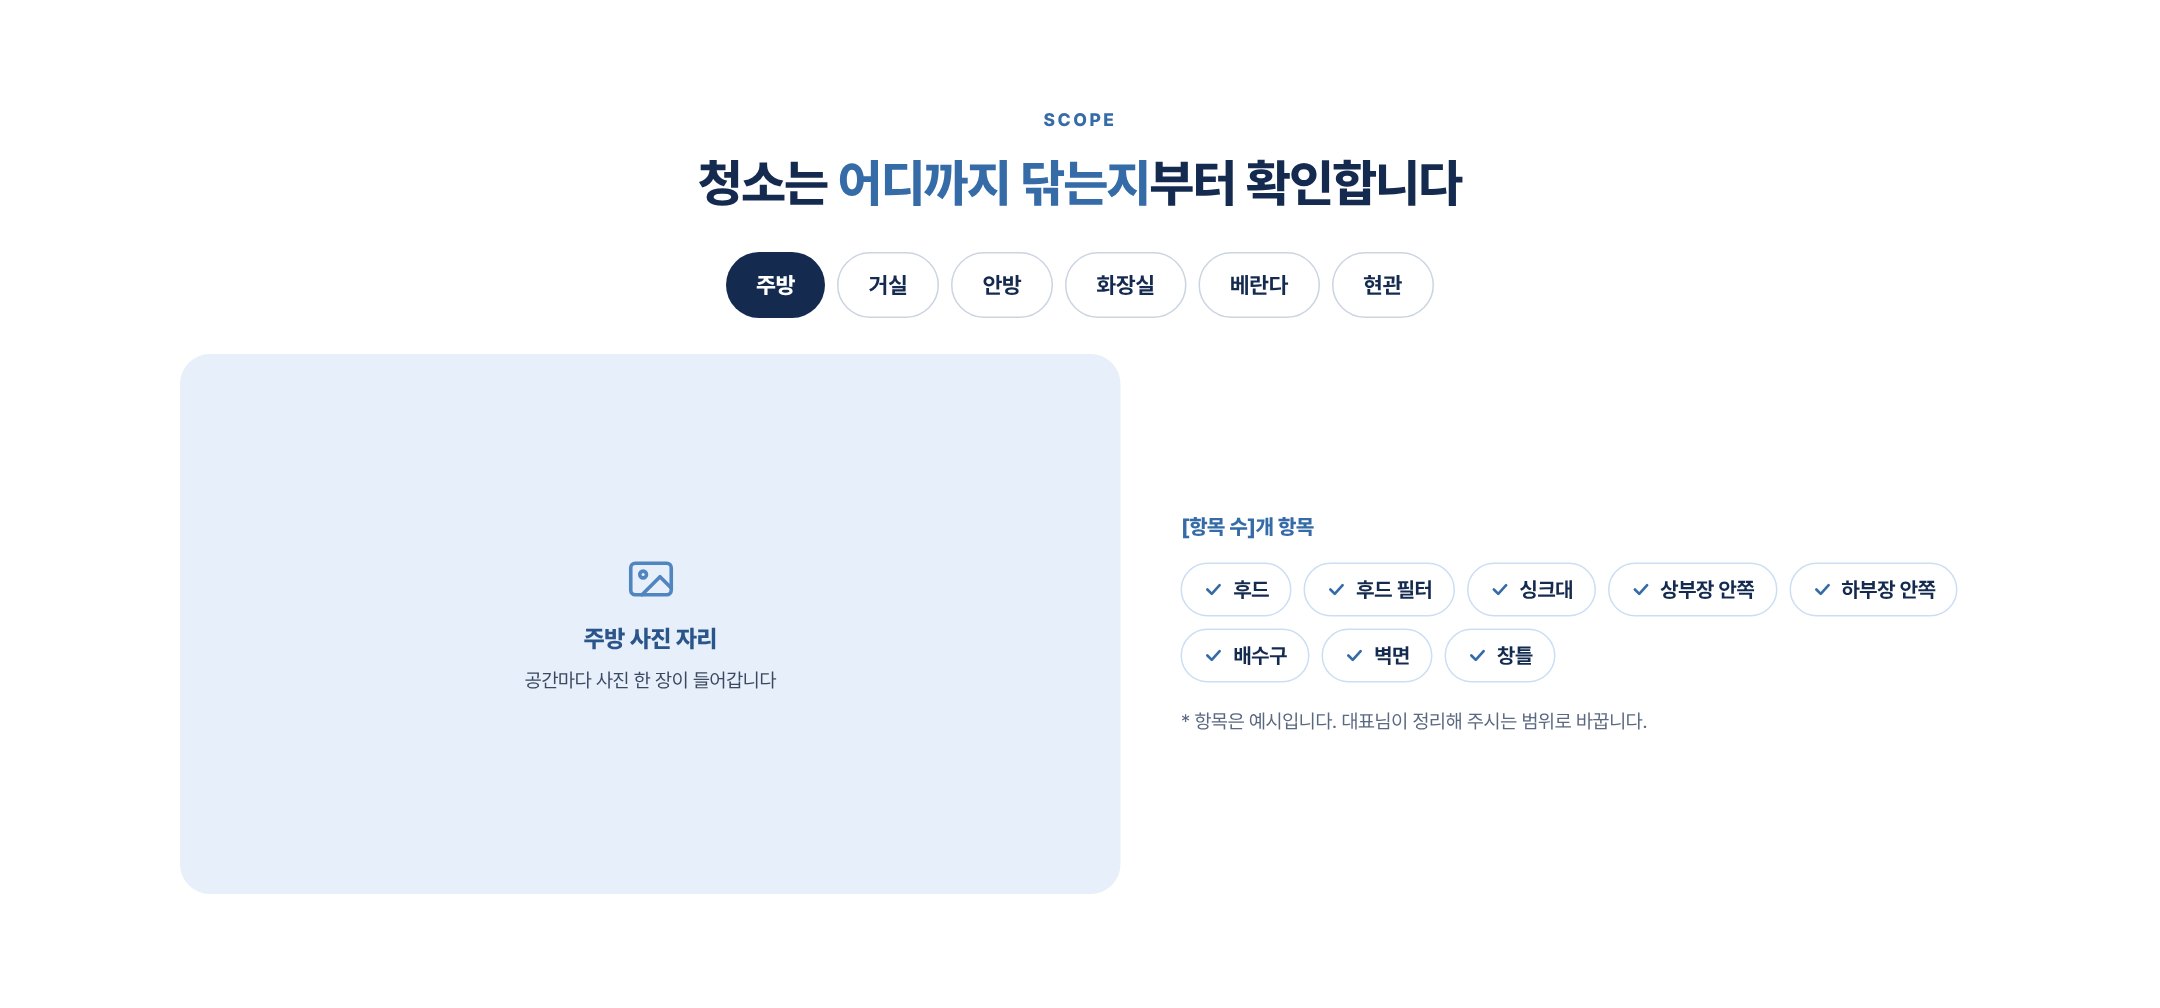 SCOPE
청소는 어디까지 닦는지부터 확인합니다
주방 거실 안방 화장실 베란다 현관
주방 사진 자리
공간마다 사진 한 장이 들어갑니다
[항목 수]개 항목
후드 후드 필터 싱크대 상부장 안쪽 하부장 안쪽
배수구 벽면 창틀
* 항목은 예시입니다. 대표님이 정리해 주시는 범위로 바꿉니다.